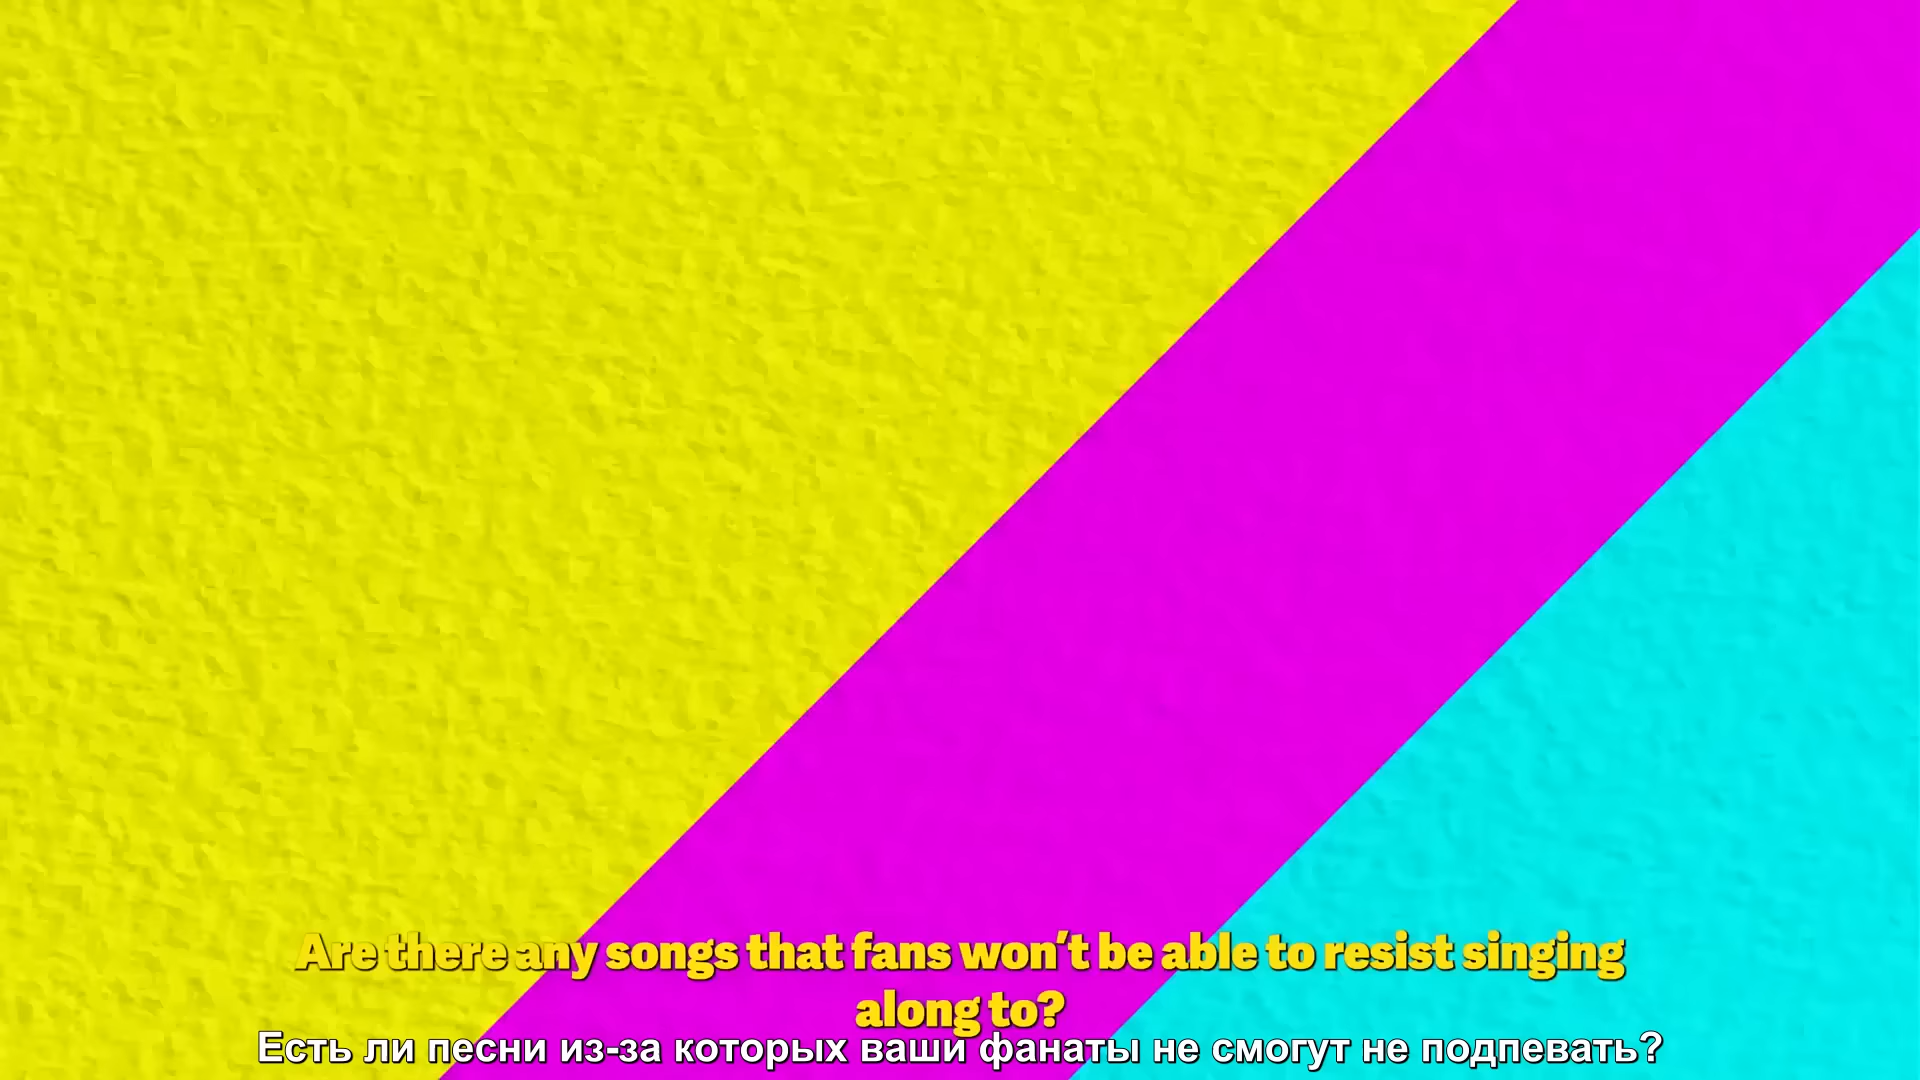 Are there any songs that fans won't be able to resist singing
along to?
Есть ли песни из-за которых ваши фанаты не смогут не подпевать?